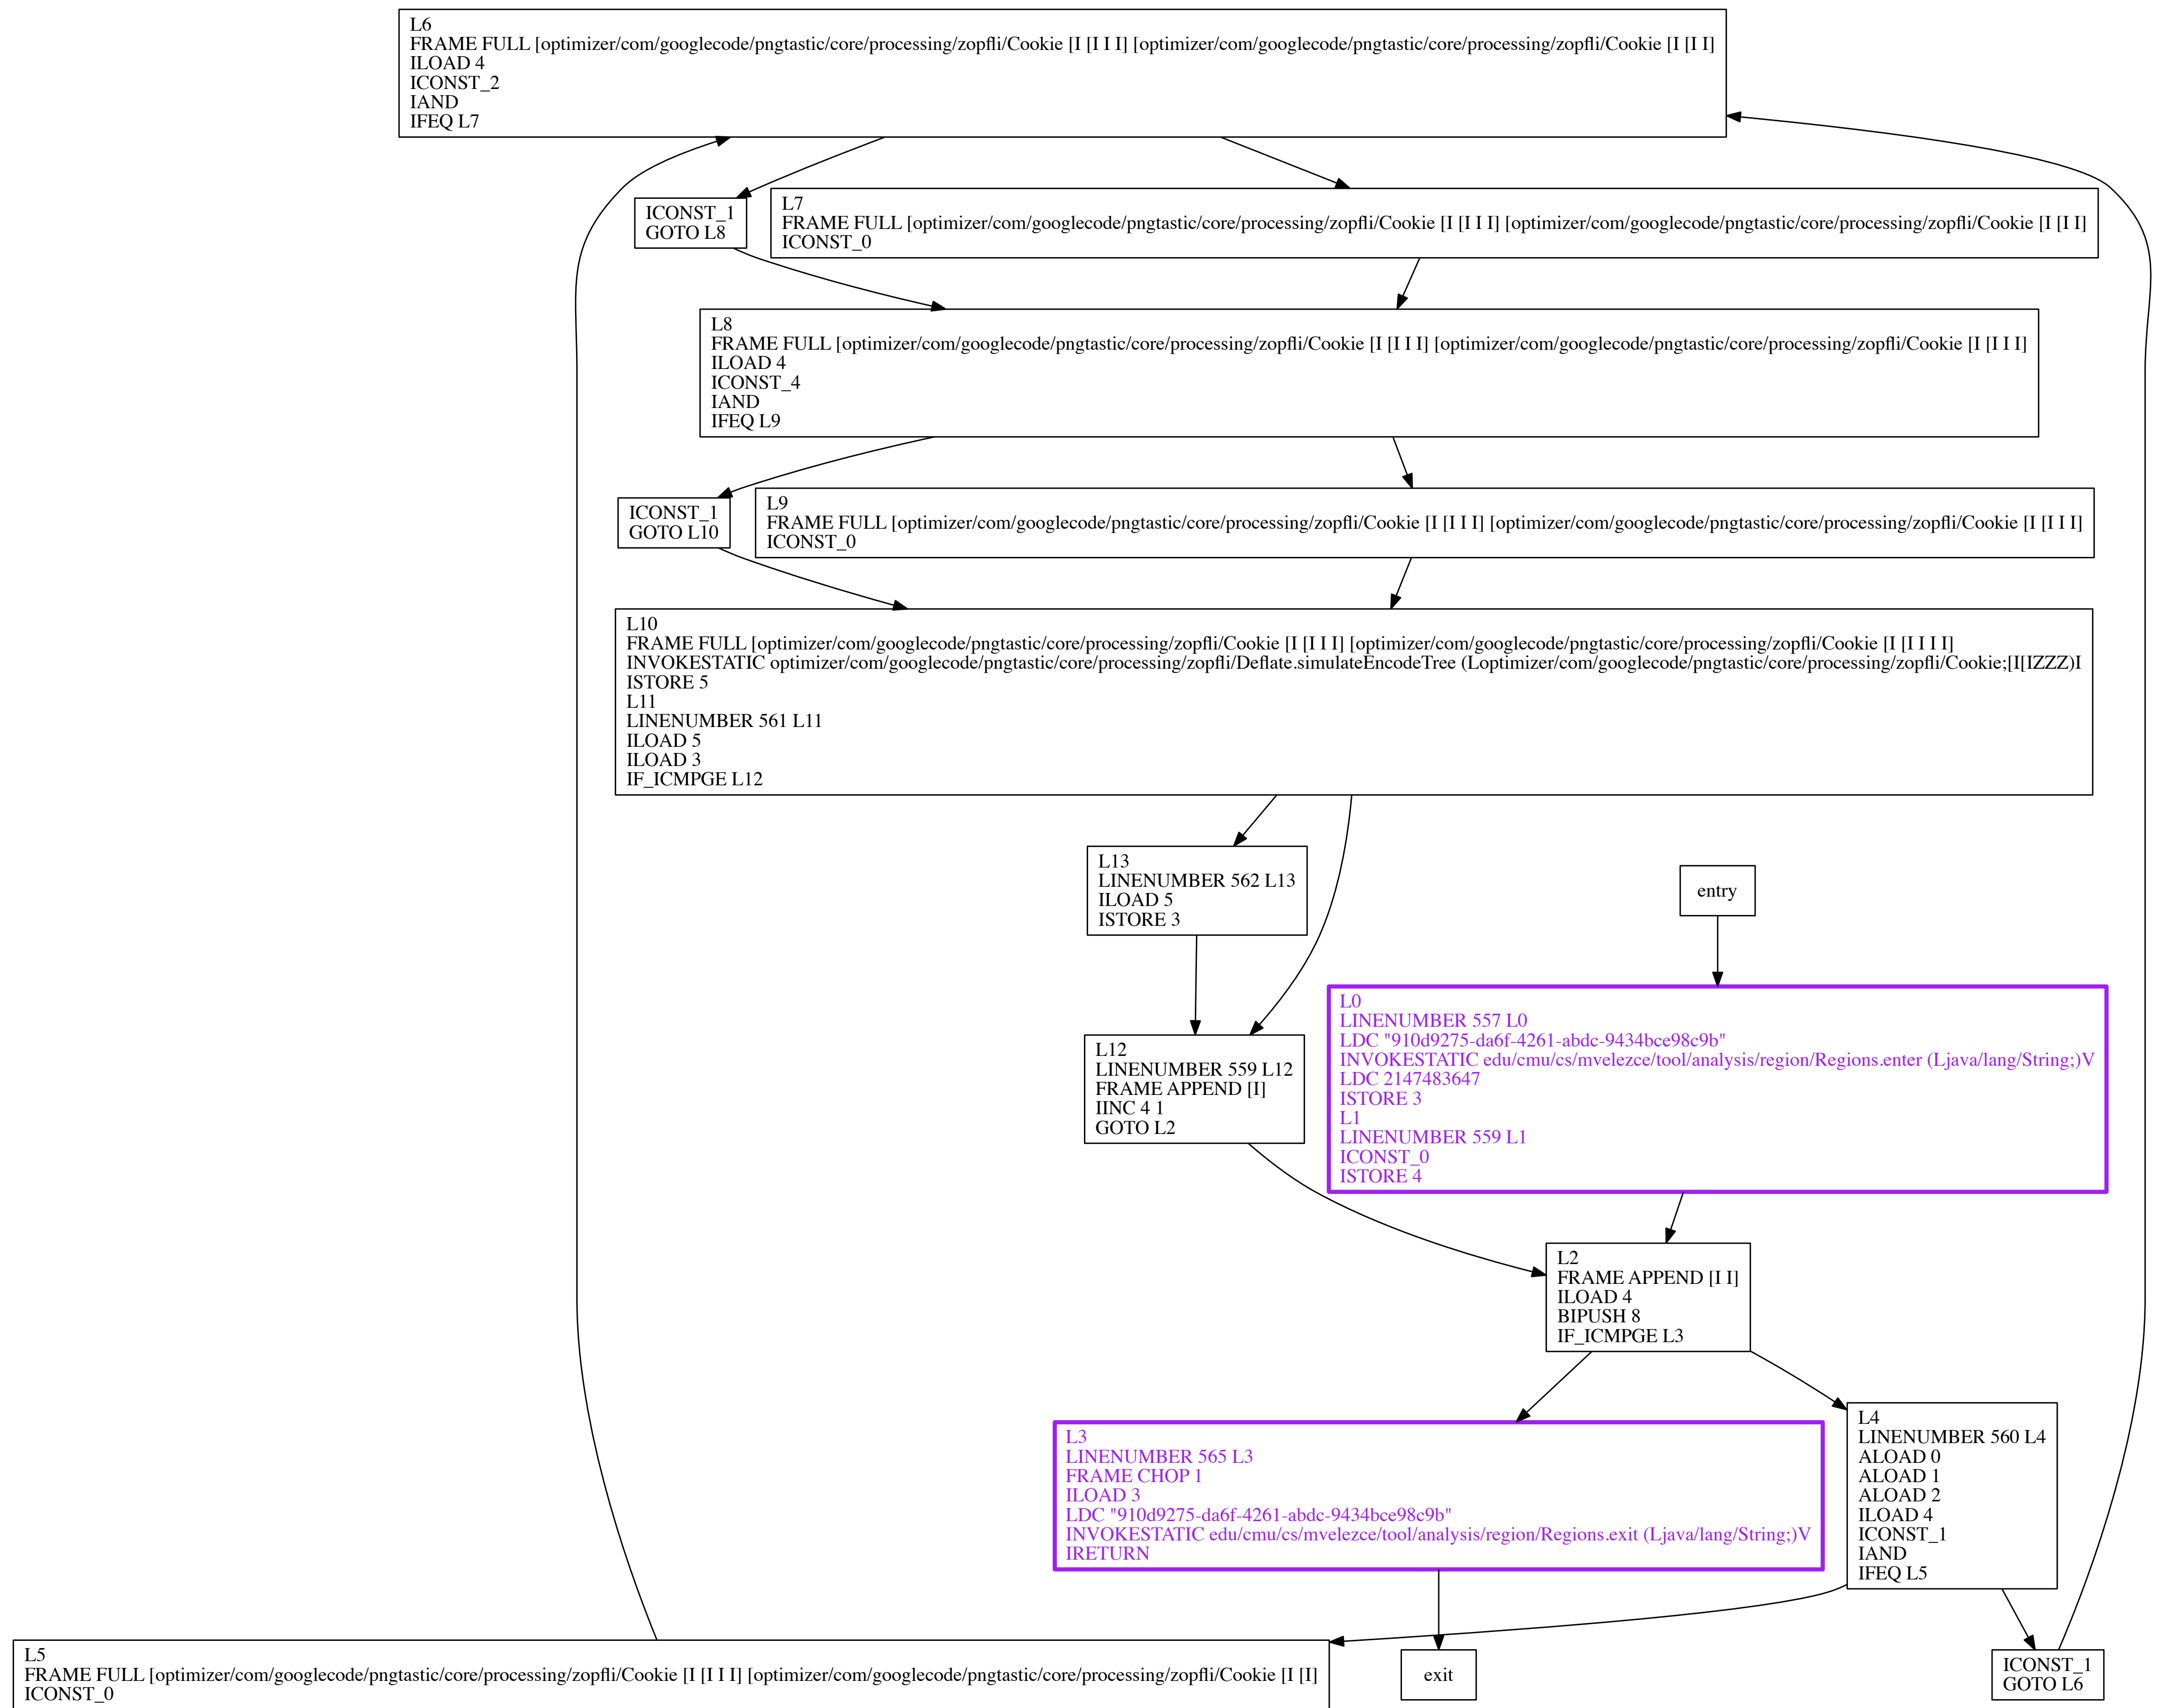 L6
FRAME FULL [optimizer/com/googlecode/pngtastic/core/processing/zopfli/Cookie [I [I I I] [optimizer/com/googlecode/pngtastic/core/processing/zopfli/Cookie [I [I I]
ILOAD 4
ICONST_2
IAND
IFEQ L7
ICONST_1
GOTO L8
L7
FRAME FULL [optimizer/com/googlecode/pngtastic/core/processing/zopfli/Cookie [I [I I I] [optimizer/com/googlecode/pngtastic/core/processing/zopfli/Cookie [I [I I]
ICONST_0
L8
FRAME FULL [optimizer/com/googlecode/pngtastic/core/processing/zopfli/Cookie [I [I I I] [optimizer/com/googlecode/pngtastic/core/processing/zopfli/Cookie [I [I I I]
ILOAD 4
ICONST_4
IAND
IFEQ L9
ICONST_1
GOTO L10
L9
FRAME FULL [optimizer/com/googlecode/pngtastic/core/processing/zopfli/Cookie [I [I I I] [optimizer/com/googlecode/pngtastic/core/processing/zopfli/Cookie [I [I I I]
ICONST_0
L10
FRAME FULL [optimizer/com/googlecode/pngtastic/core/processing/zopfli/Cookie [I [I I I] [optimizer/com/googlecode/pngtastic/core/processing/zopfli/Cookie [I [I I I I]
INVOKESTATIC optimizer/com/googlecode/pngtastic/core/processing/zopfli/Deflate.simulateEncodeTree (Loptimizer/com/googlecode/pngtastic/core/processing/zopfli/Cookie;[I[IZZZ)I
ISTORE 5
L11
LINENUMBER 561 L11
ILOAD 5
ILOAD 3
IF_ICMPGE L12
L13
LINENUMBER 562 L13
ILOAD 5
ISTORE 3
entry
L0
LINENUMBER 557 L0
LDC "910d9275-da6f-4261-abdc-9434bce98c9b"
INVOKESTATIC edu/cmu/cs/mvelezce/tool/analysis/region/Regions.enter (Ljava/lang/String;)V
LDC 2147483647
ISTORE 3
L1
LINENUMBER 559 L1
ICONST_0
ISTORE 4
L12
LINENUMBER 559 L12
FRAME APPEND [I]
IINC 4 1
GOTO L2
L2
FRAME APPEND [I I]
ILOAD 4
BIPUSH 8
IF_ICMPGE L3
L3
LINENUMBER 565 L3
FRAME CHOP 1
ILOAD 3
LDC "910d9275-da6f-4261-abdc-9434bce98c9b"
INVOKESTATIC edu/cmu/cs/mvelezce/tool/analysis/region/Regions.exit (Ljava/lang/String;)V
IRETURN
L4
LINENUMBER 560 L4
ALOAD 0
ALOAD 1
ALOAD 2
ILOAD 4
ICONST_1
IAND
IFEQ L5
L5
FRAME FULL [optimizer/com/googlecode/pngtastic/core/processing/zopfli/Cookie [I [I I I] [optimizer/com/googlecode/pngtastic/core/processing/zopfli/Cookie [I [I]
ICONST_0
exit
ICONST_1
GOTO L6